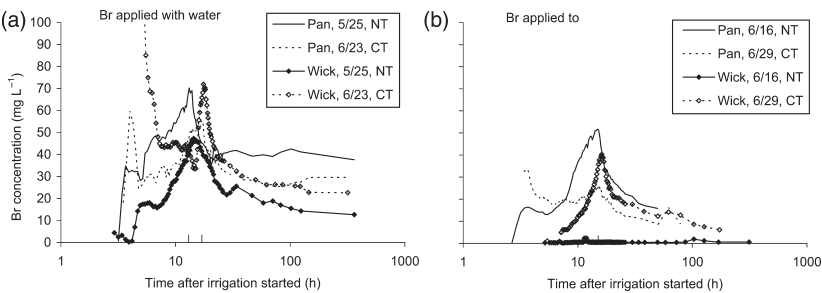 (a)
Br applied with water
Br concentration (mg L⁻¹)
100
90
80
70
60
50
40
30
20
10
0
1
10
100
1000
Time after irrigation started (h)
Pan, 5/25, NT
Pan, 6/23, CT
Wick, 5/25, NT
Wick, 6/23, CT
(b)
Br applied to
1
10
100
1000
Time after irrigation started (h)
Pan, 6/16, NT
Pan, 6/29, CT
Wick, 6/16, NT
Wick, 6/29, CT